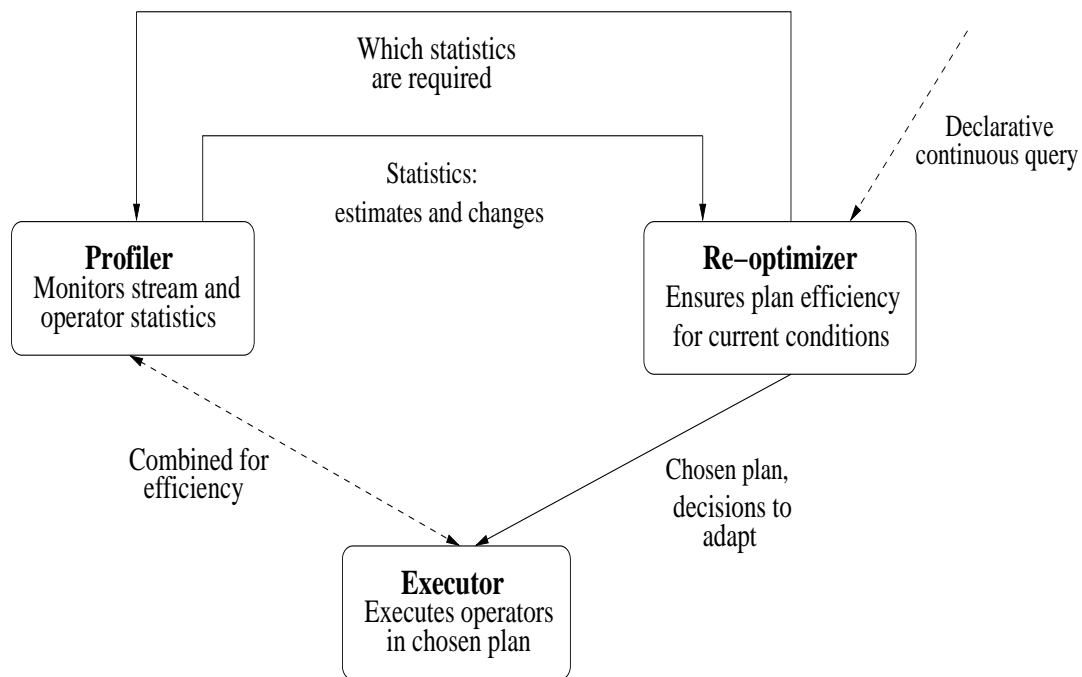 Which statistics
are required
Declarative
continuous query
Statistics:
estimates and changes
Profiler
Monitors stream and
operator statistics
Re−optimizer
Ensures plan efficiency
for current conditions
Combined for
efficiency
Chosen plan,
decisions to
adapt
Executor
Executes operators
in chosen plan